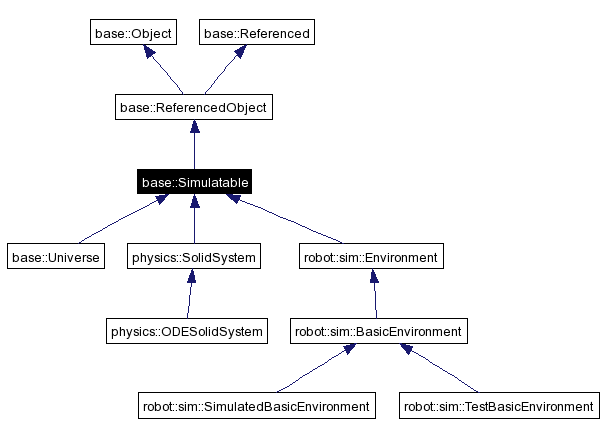 base::Object
base::Referenced
base::ReferencedObject
base::Simulatable
base::Universe
physics::SolidSystem
robot::sim::Environment
physics::ODESolidSystem
robot::sim::BasicEnvironment
robot::sim::SimulatedBasicEnvironment
robot::sim::TestBasicEnvironment